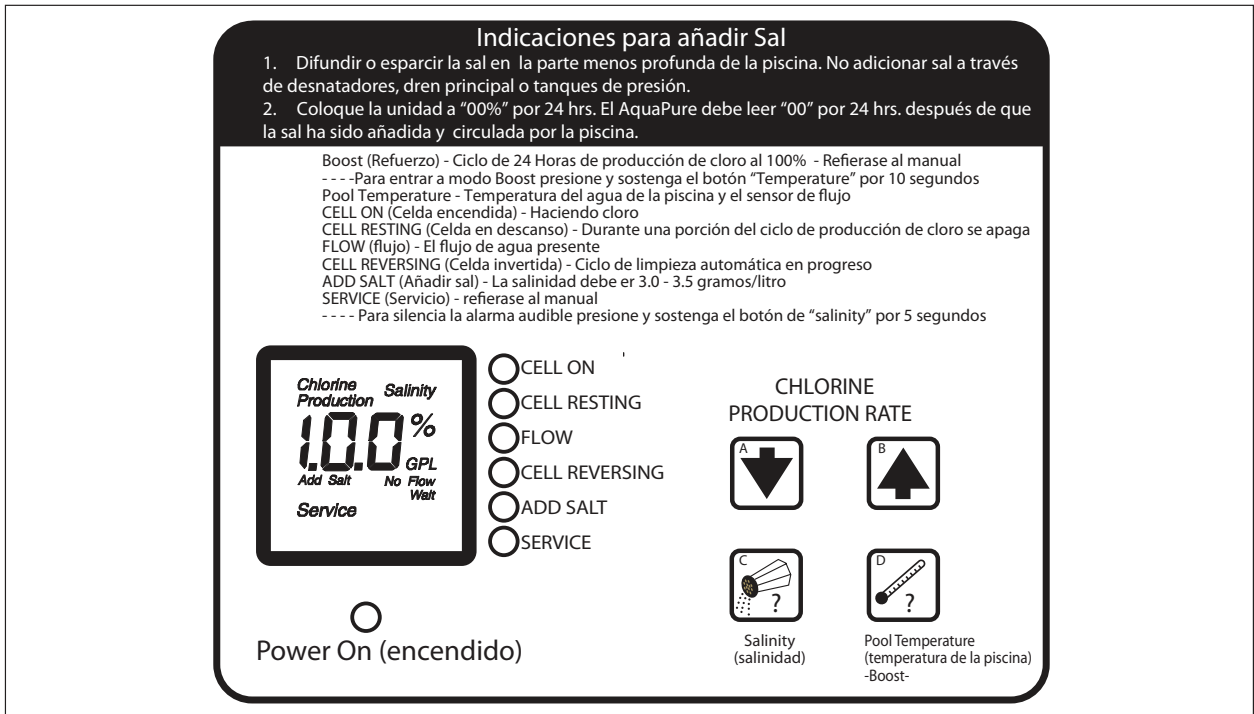 Indicaciones para añadir Sal
1. Difundir o esparcir la sal en la parte menos profunda de la piscina. No adicionar sal a través
de desnatadores, dren principal o tanques de presión.
2. Coloque la unidad a “00%” por 24 hrs. El AquaPure debe leer “00” por 24 hrs. después de que
la sal ha sido añadida y circulada por la piscina.
Boost (Refuerzo) - Ciclo de 24 Horas de producción de cloro al 100% - Refierase al manual
- - - -Para entrar a modo Boost presione y sostenga el botón “Temperature” por 10 segundos
Pool Temperature - Temperatura del agua de la piscina y el sensor de flujo
CELL ON (Celda encendida) - Haciendo cloro
CELL RESTING (Celda en descanso) - Durante una porción del ciclo de producción de cloro se apaga
FLOW (flujo) - El flujo de agua presente
CELL REVERSING (Celda invertida) - Ciclo de limpieza automática en progreso
ADD SALT (Añadir sal) - La salinidad debe er 3.0 - 3.5 gramos/litro
SERVICE (Servicio) - refierase al manual
- - - - Para silencia la alarma audible presione y sostenga el botón de “salinity” por 5 segundos
Chlorine
Production
Salinity
1.0.0 %
GPL
Add Salt
No Flow
Wait
Service
CELL ON
CELL RESTING
FLOW
CELL REVERSING
ADD SALT
SERVICE
Power On (encendido)
CHLORINE
PRODUCTION RATE
A
B
C
?
D
?
Salinity
(salinidad)
Pool Temperature
(temperatura de la piscina)
-Boost-